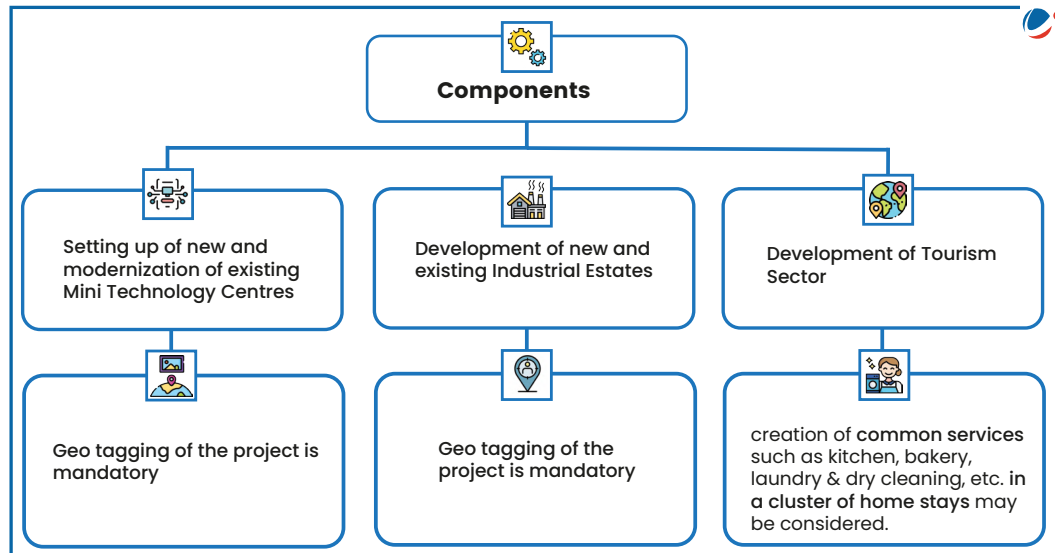 Components
Setting up of new and
modernization of existing
Mini Technology Centres
Development of new and
existing Industrial Estates
Development of Tourism
Sector
Geo tagging of the project is
mandatory
Geo tagging of the
project is mandatory
creation of common services
such as kitchen, bakery,
laundry & dry cleaning, etc. in
a cluster of home stays may
be considered.